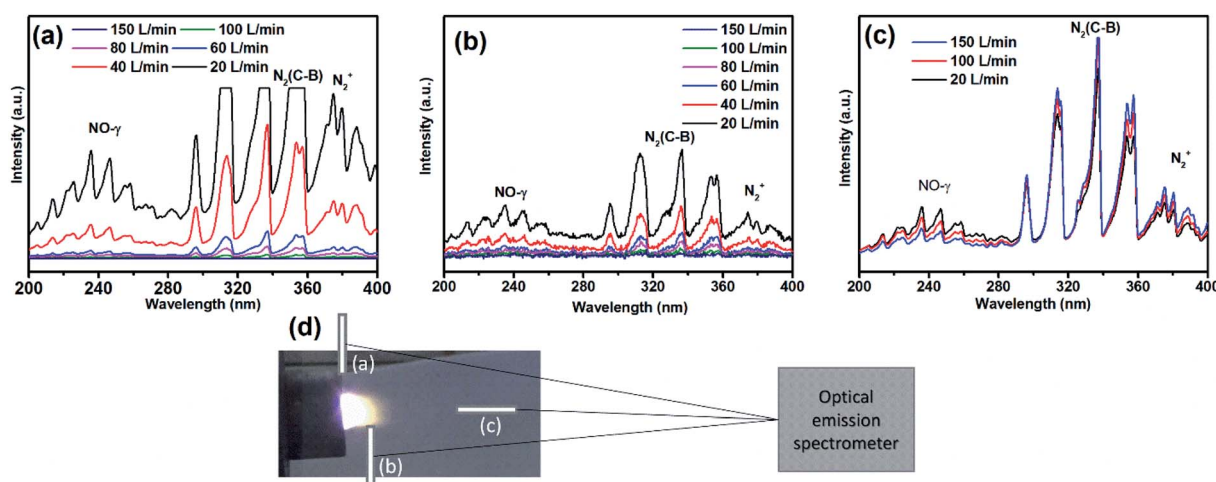 (a)
150 L/min 100 L/min
80 L/min 60 L/min
40 L/min 20 L/min
N₂(C-B) N₂⁺
NO-γ
Intensity (a.u.)
200 240 280 320 360 400
Wavelength (nm)
(b)
150 L/min
100 L/min
80 L/min
60 L/min
40 L/min
20 L/min
N₂(C-B)
NO-γ
N₂⁺
Intensity (a.u.)
200 240 280 320 360 400
Wavelength (nm)
(c)
N₂(C-B)
150 L/min
100 L/min
20 L/min
NO-γ
N₂⁺
Intensity (a.u.)
200 240 280 320 360 400
Wavelength (nm)
(d)
(a)
(c)
(b)
Optical
emission
spectrometer